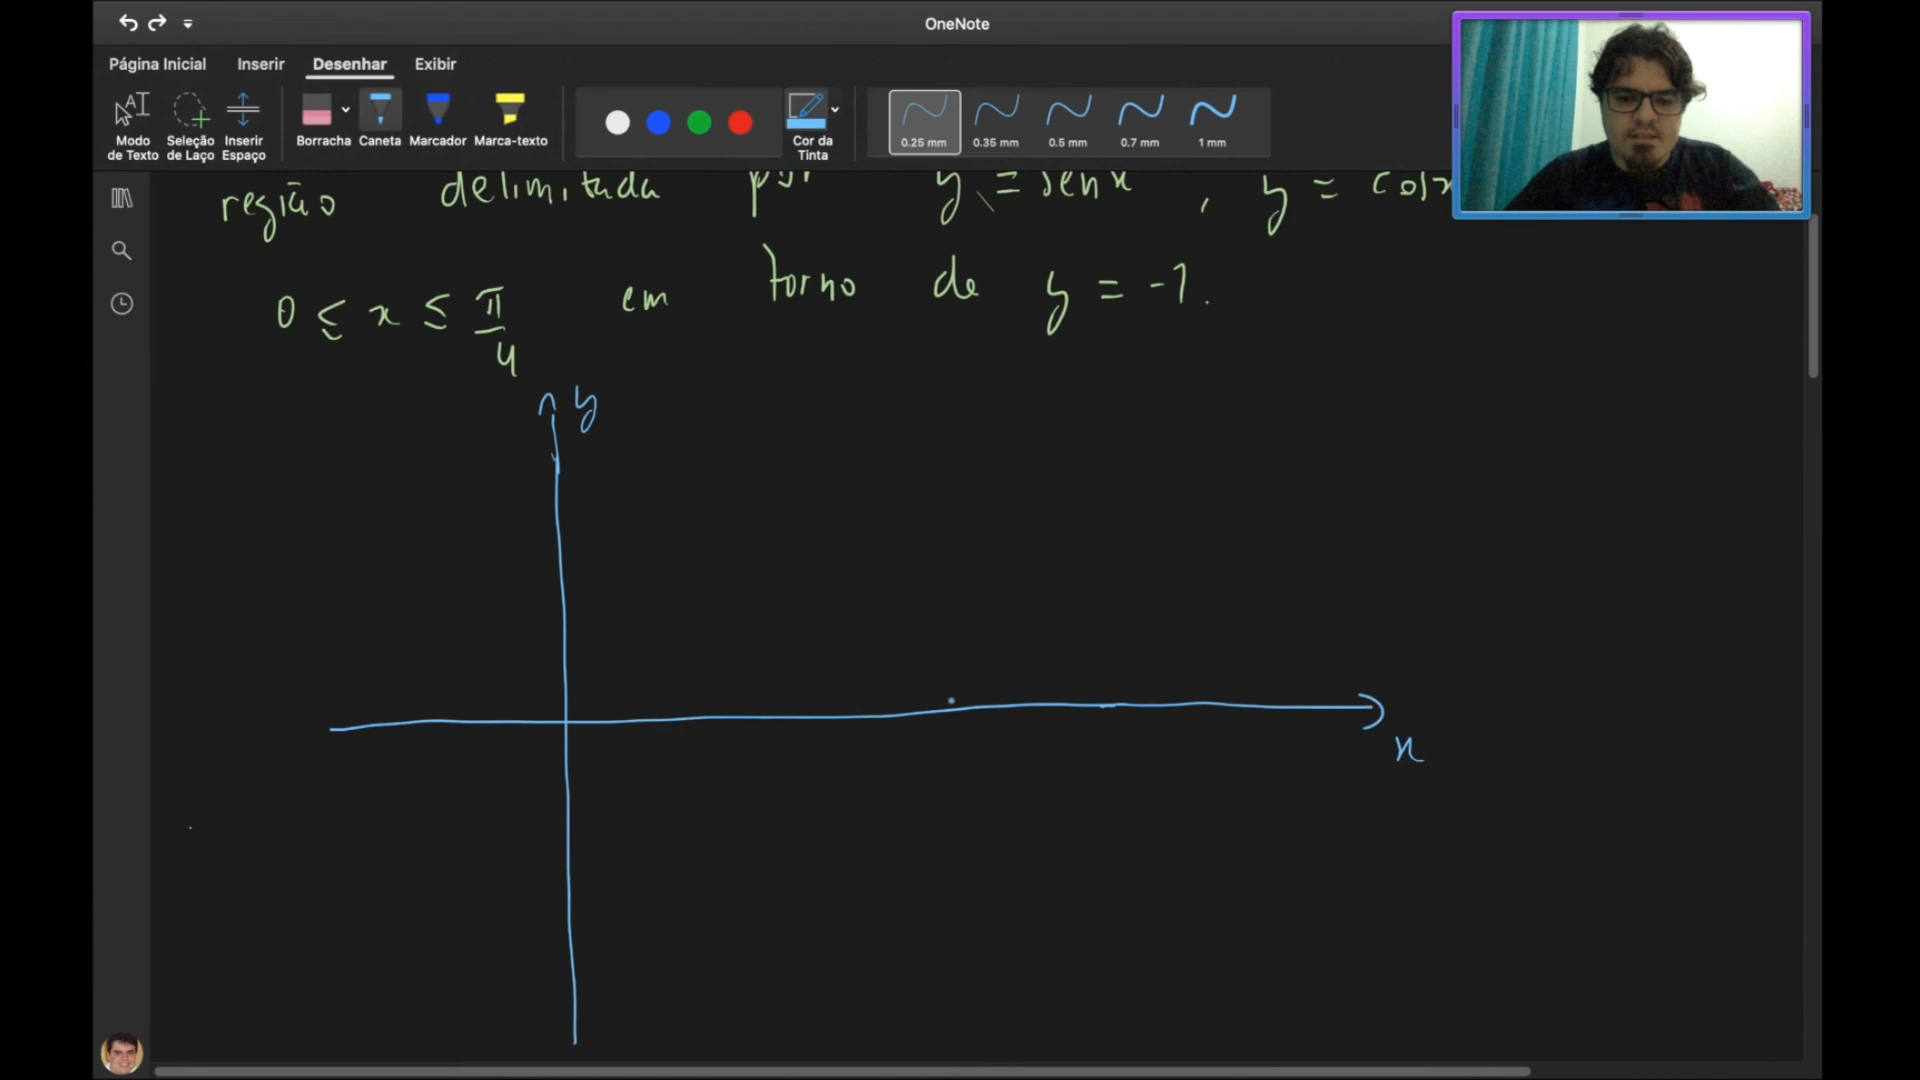 OneNote
Página Inicial Inserir Desenhar Exibir
Modo de Texto Seleção de Laço Inserir Espaço Borracha Caneta Marcador Marca-texto Cor da Tinta 0.25 mm 0.35 mm 0.5 mm 0.7 mm 1 mm
região delimitada por y = sen x , y = cos x
0 ≤ x ≤ π/4 em torno de y = -1.
y
x